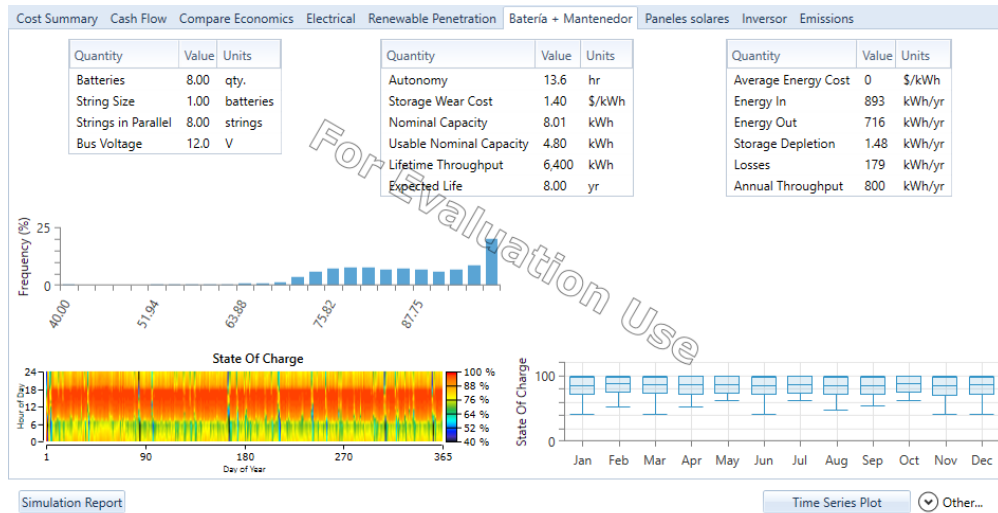 Cost Summary Cash Flow Compare Economics Electrical Renewable Penetration Batería + Mantenedor Paneles solares Inversor Emissions
Quantity Value Units
Batteries 8.00 qty.
String Size 1.00 batteries
Strings in Parallel 8.00 strings
Bus Voltage 12.0 V
Quantity Value Units
Autonomy 13.6 hr
Storage Wear Cost 1.40 $/kWh
Nominal Capacity 8.01 kWh
Usable Nominal Capacity 4.80 kWh
Lifetime Throughput 6,400 kWh
Expected Life 8.00 yr
Quantity Value Units
Average Energy Cost 0 $/kWh
Energy In 893 kWh/yr
Energy Out 716 kWh/yr
Storage Depletion 1.48 kWh/yr
Losses 179 kWh/yr
Annual Throughput 800 kWh/yr
For Evaluation Use
Frequency (%)
25
0
40.00 51.94 63.88 75.82 87.75
State Of Charge
Hour of Day
24
18
12
6
0
1 90 180 270 365
Day of Year
100 %
88 %
76 %
64 %
52 %
40 %
State Of Charge
100
0
Jan Feb Mar Apr May Jun Jul Aug Sep Oct Nov Dec
Simulation Report Time Series Plot Other...